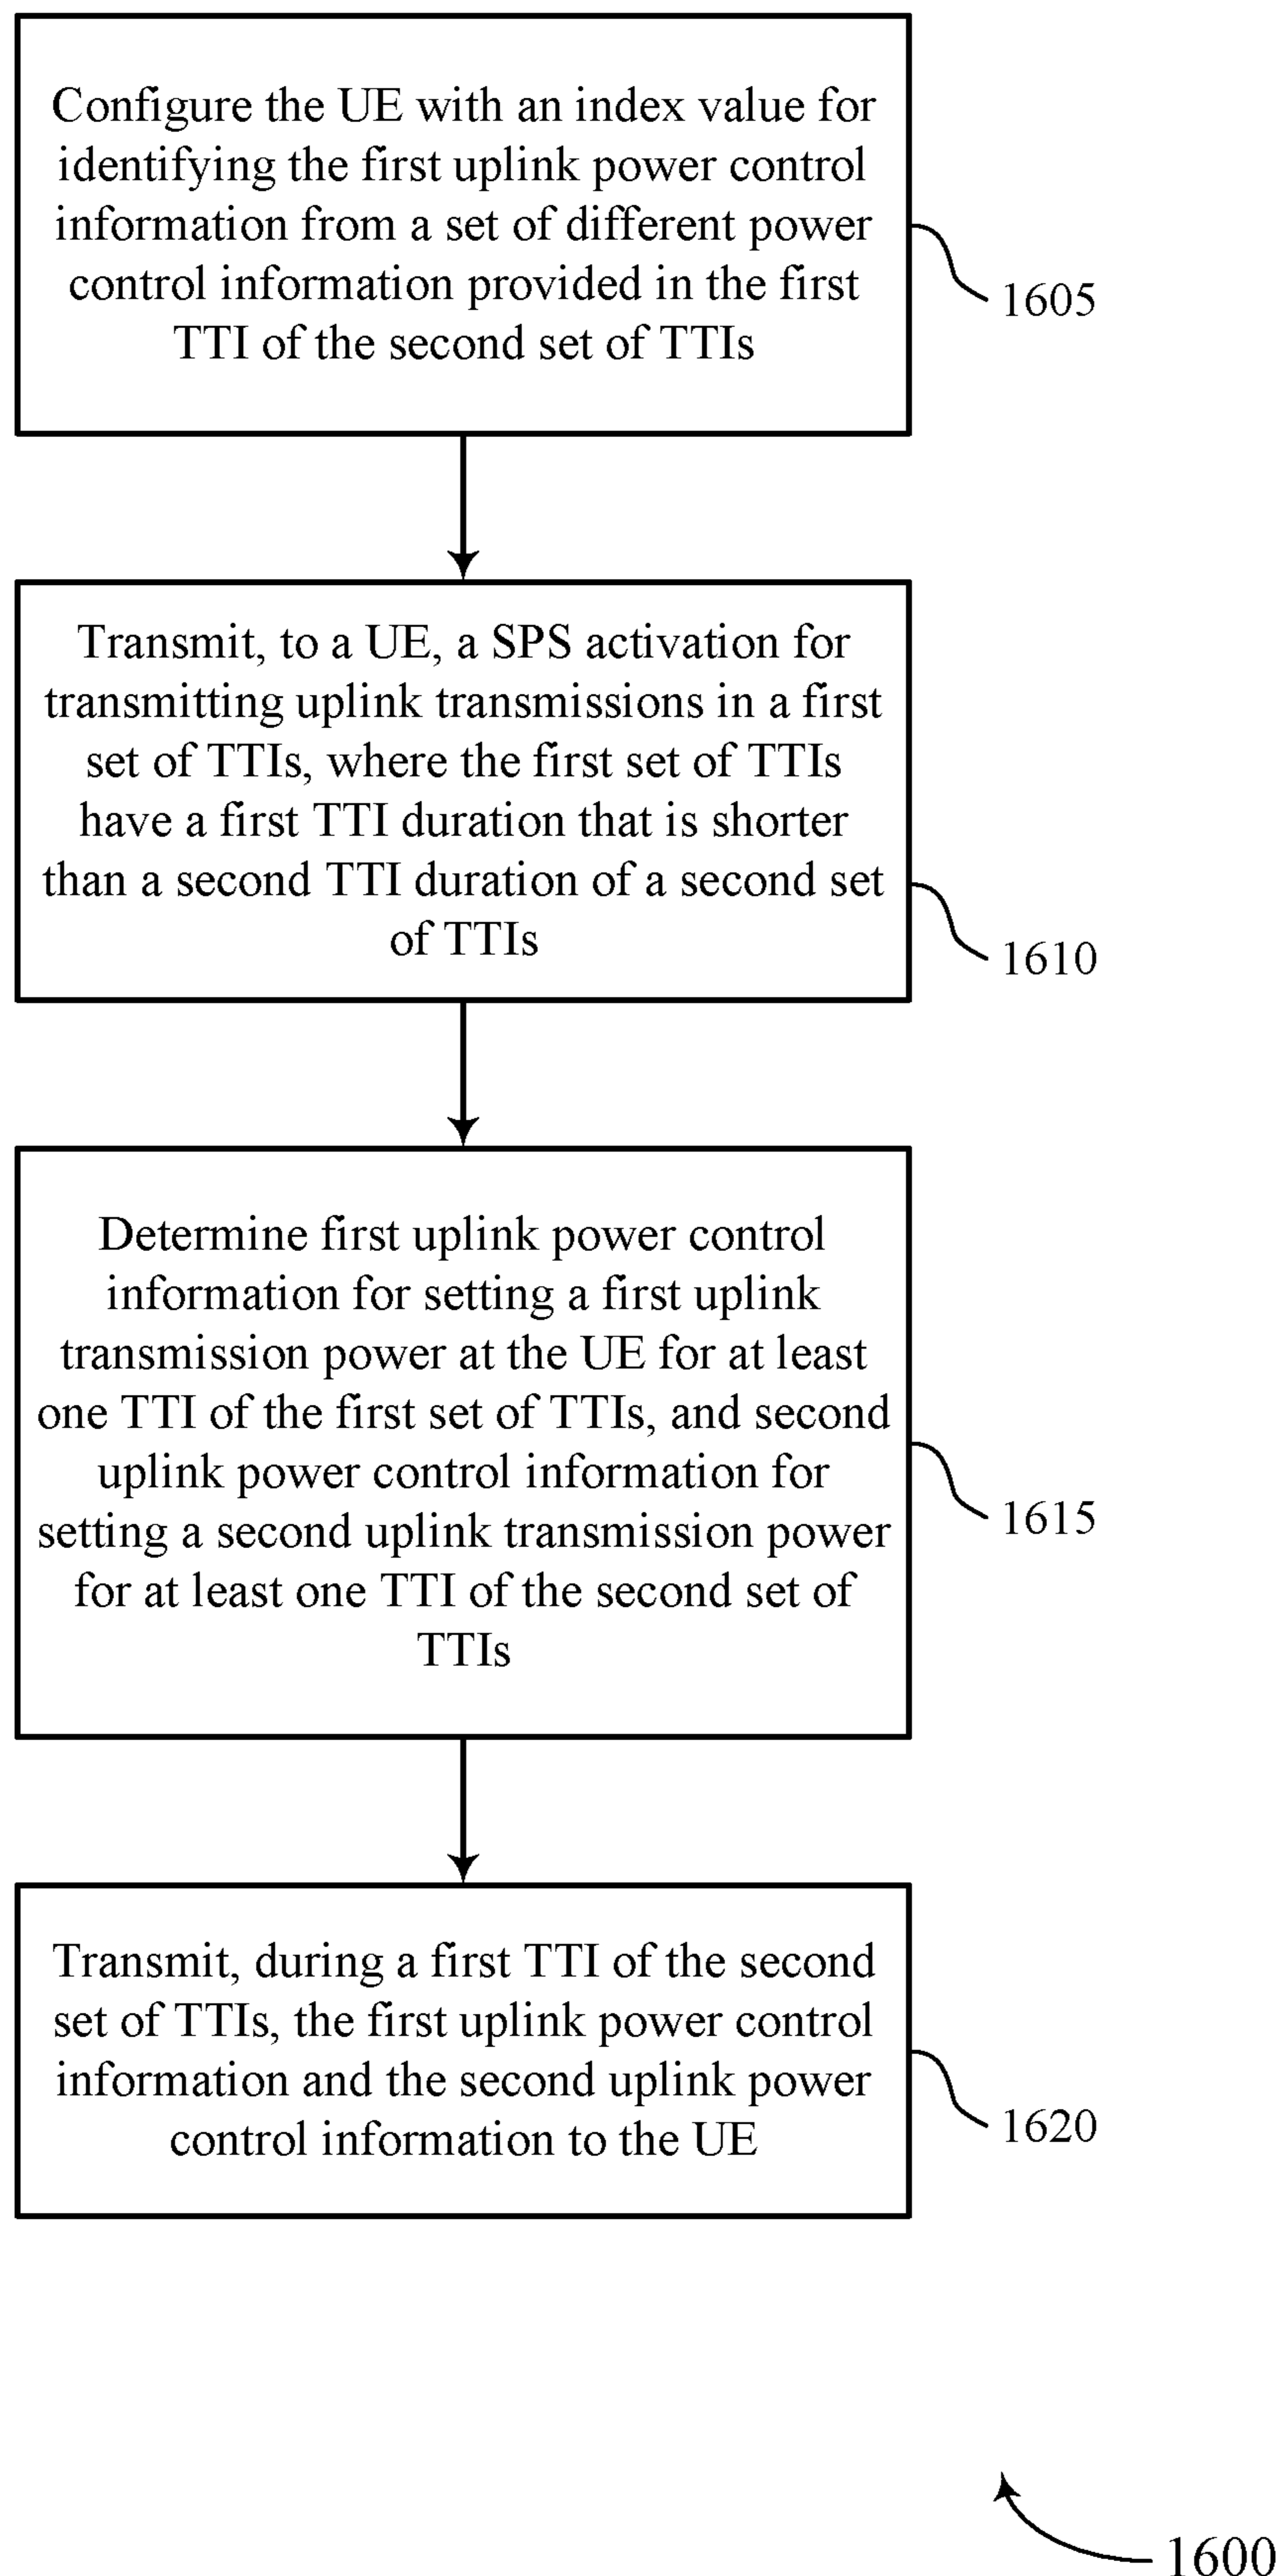 Configure the UE with an index value for
identifying the first uplink power control
information from a set of different power
control information provided in the first
TTI of the second set of TTIs
1605
Transmit, to a UE, a SPS activation for
transmitting uplink transmissions in a first
set of TTIs, where the first set of TTIs
have a first TTI duration that is shorter
than a second TTI duration of a second set
of TTIs
1610
Determine first uplink power control
information for setting a first uplink
transmission power at the UE for at least
one TTI of the first set of TTIs, and second
uplink power control information for
setting a second uplink transmission power
for at least one TTI of the second set of
TTIs
1615
Transmit, during a first TTI of the second
set of TTIs, the first uplink power control
information and the second uplink power
control information to the UE
1620
1600